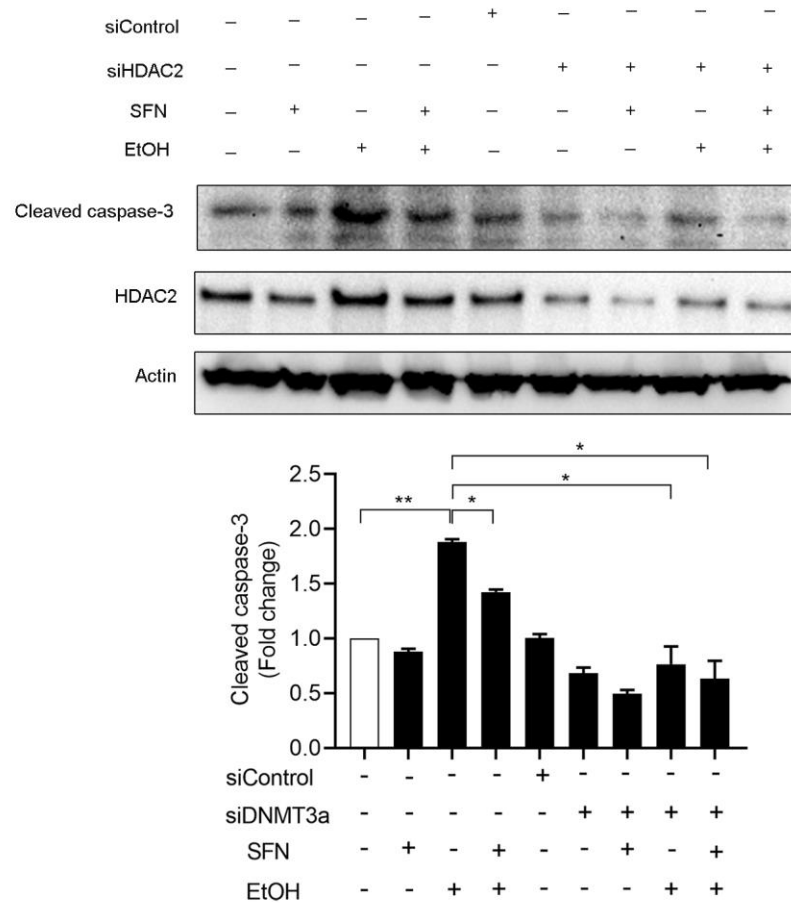 siControl – – – – + – – – –
siHDAC2 – – – – – + + + +
SFN – + – + – – + – +
EtOH – – + + – – – + +
Cleaved caspase-3
HDAC2
Actin
Cleaved caspase-3
(Fold change)
2.5
2.0
1.5
1.0
0.5
0.0
**
*
*
*
siControl - - - - + - - - -
siDNMT3a - - - - - + + + +
SFN - + - + - - + - +
EtOH - - + + - - - + +